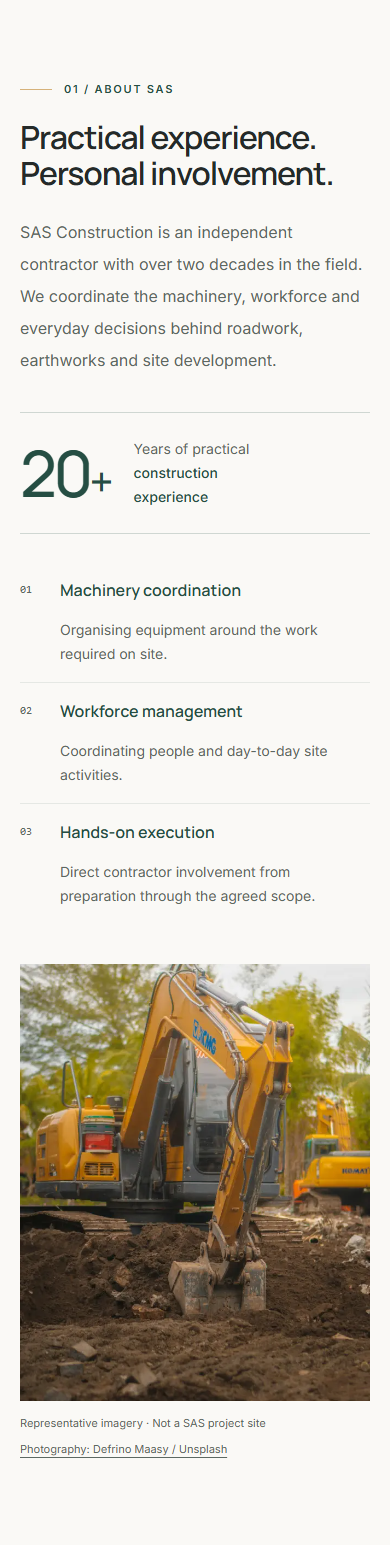 01 / ABOUT SAS
Practical experience.
Personal involvement.
SAS Construction is an independent
contractor with over two decades in the field.
We coordinate the machinery, workforce and
everyday decisions behind roadwork,
earthworks and site development.
20+
Years of practical
construction
experience
01
Machinery coordination
Organising equipment around the work
required on site.
02
Workforce management
Coordinating people and day-to-day site
activities.
03
Hands-on execution
Direct contractor involvement from
preparation through the agreed scope.
XCMG
Representative imagery · Not a SAS project site
Photography: Defrino Maasy / Unsplash